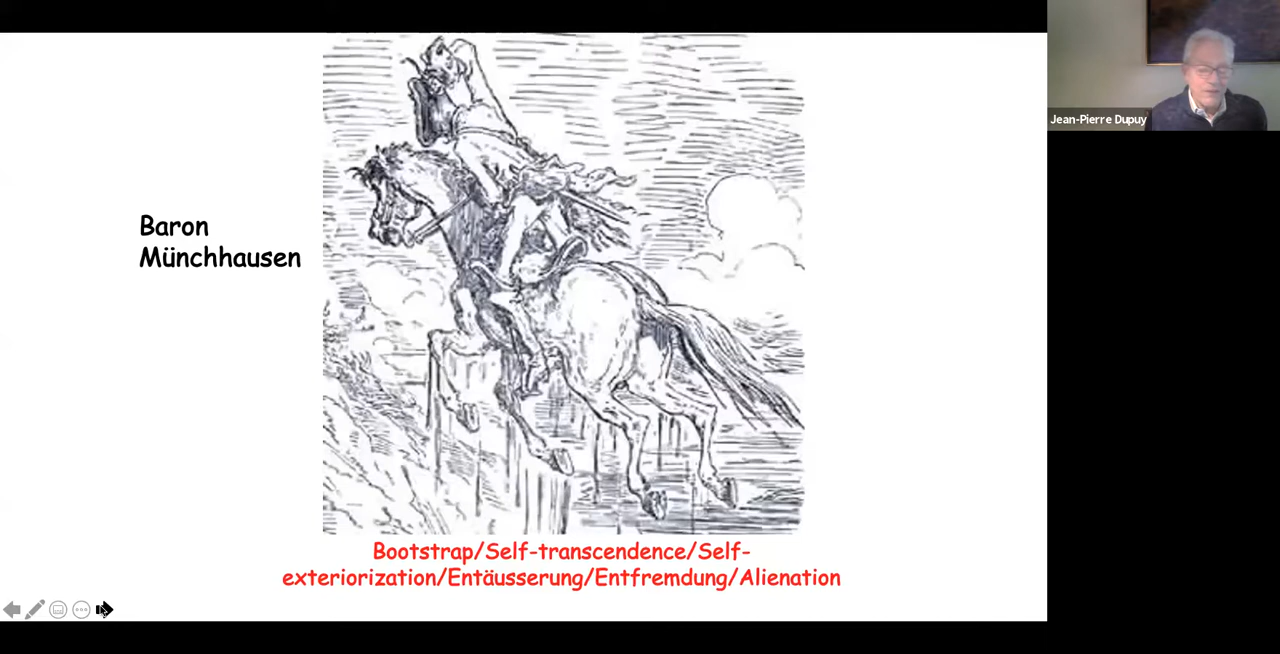 Baron
Münchhausen
Bootstrap/Self-transcendence/Self-
exteriorization/Entäusserung/Entfremdung/Alienation
Jean-Pierre Dupuy